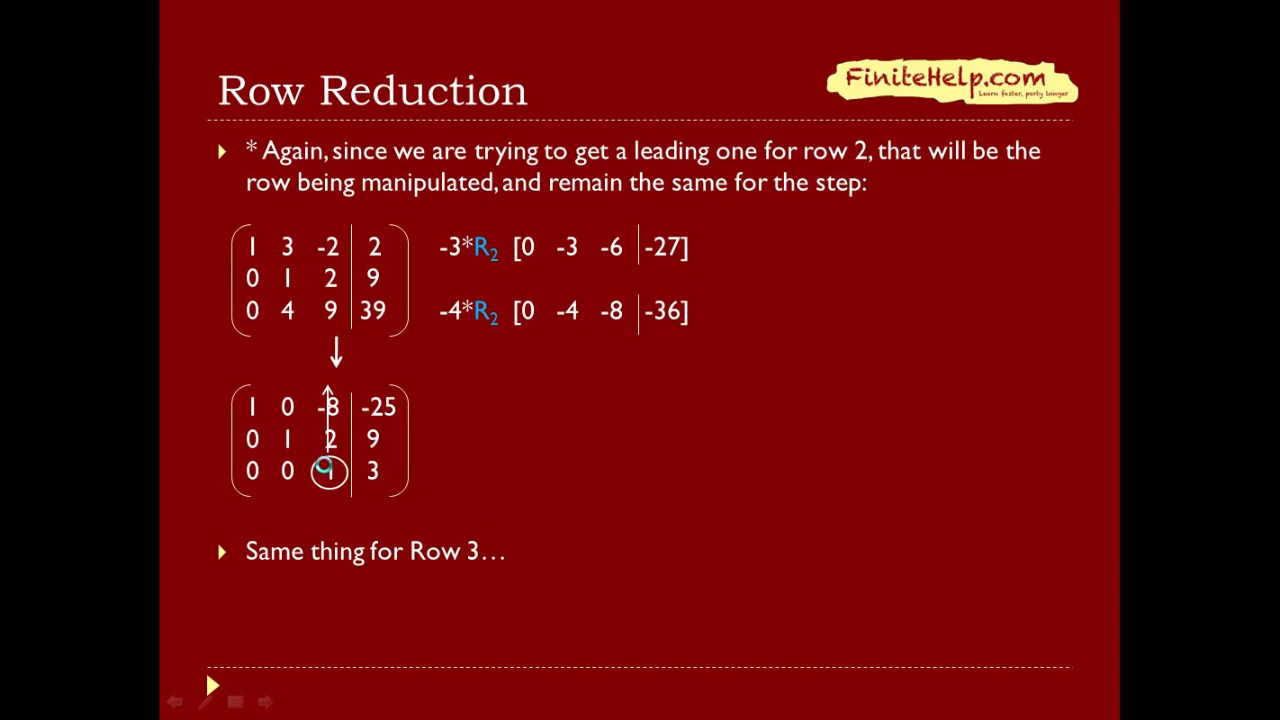 Row Reduction
FiniteHelp.com
Learn faster, party longer
* Again, since we are trying to get a leading one for row 2, that will be the
row being manipulated, and remain the same for the step:
1 3 -2 2 -3*R2 [0 -3 -6 -27]
0 1 2 9
0 4 9 39 -4*R2 [0 -4 -8 -36]
1 0 -8 -25
0 1 2 9
0 0 1 3
Same thing for Row 3…